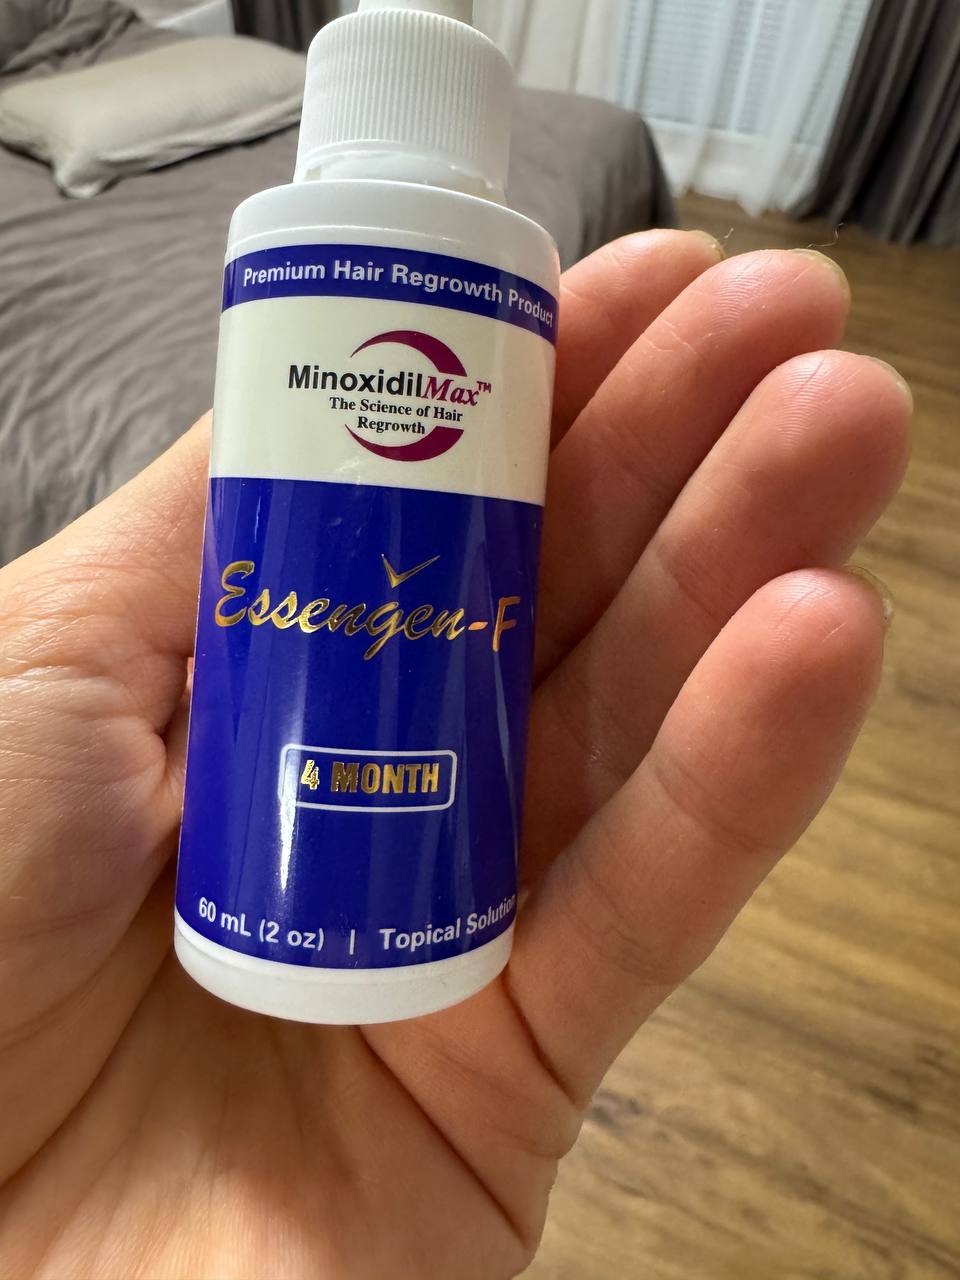 Premium Hair Regrowth Product
MinoxidilMax™
The Science of Hair
Regrowth
Essengen-F
4 MONTH
60 mL (2 oz) | Topical Solution